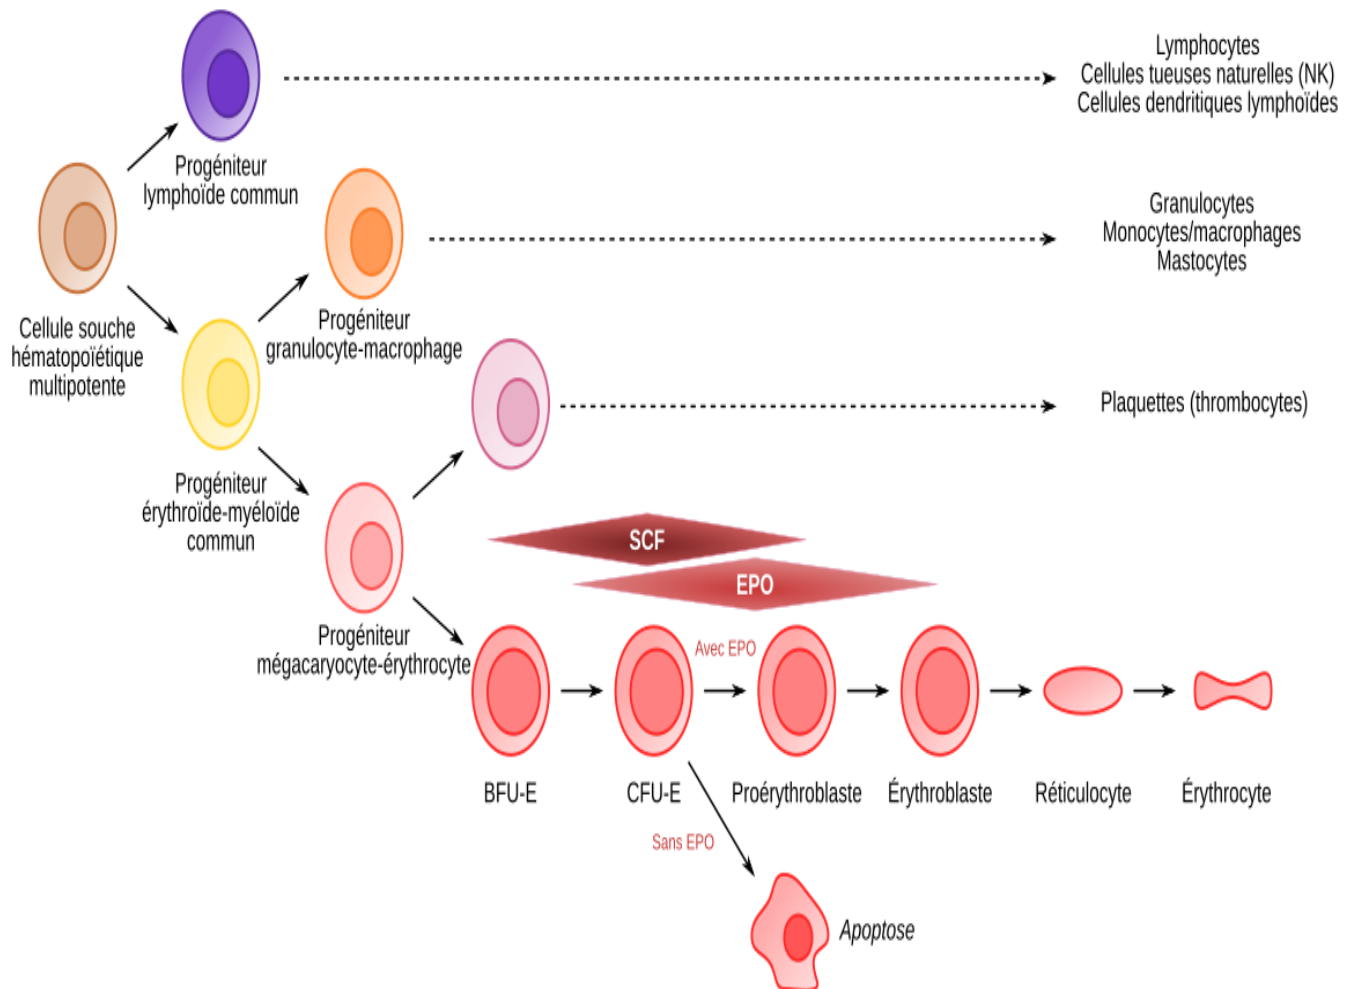 Lymphocytes
Cellules tueuses naturelles (NK)
Cellules dendritiques lymphoïdes
Progéniteur
lymphoïde commun
Granulocytes
Monocytes/macrophages
Mastocytes
Cellule souche
hématopoïétique
multipotente
Progéniteur
granulocyte-macrophage
Plaquettes (thrombocytes)
Progéniteur
érythroïde-myéloïde
commun
SCF
EPO
Progéniteur
mégacaryocyte-érythrocyte
Avec EPO
BFU-E
CFU-E
Proérythroblaste
Érythroblaste
Réticulocyte
Érythrocyte
Sans EPO
Apoptose